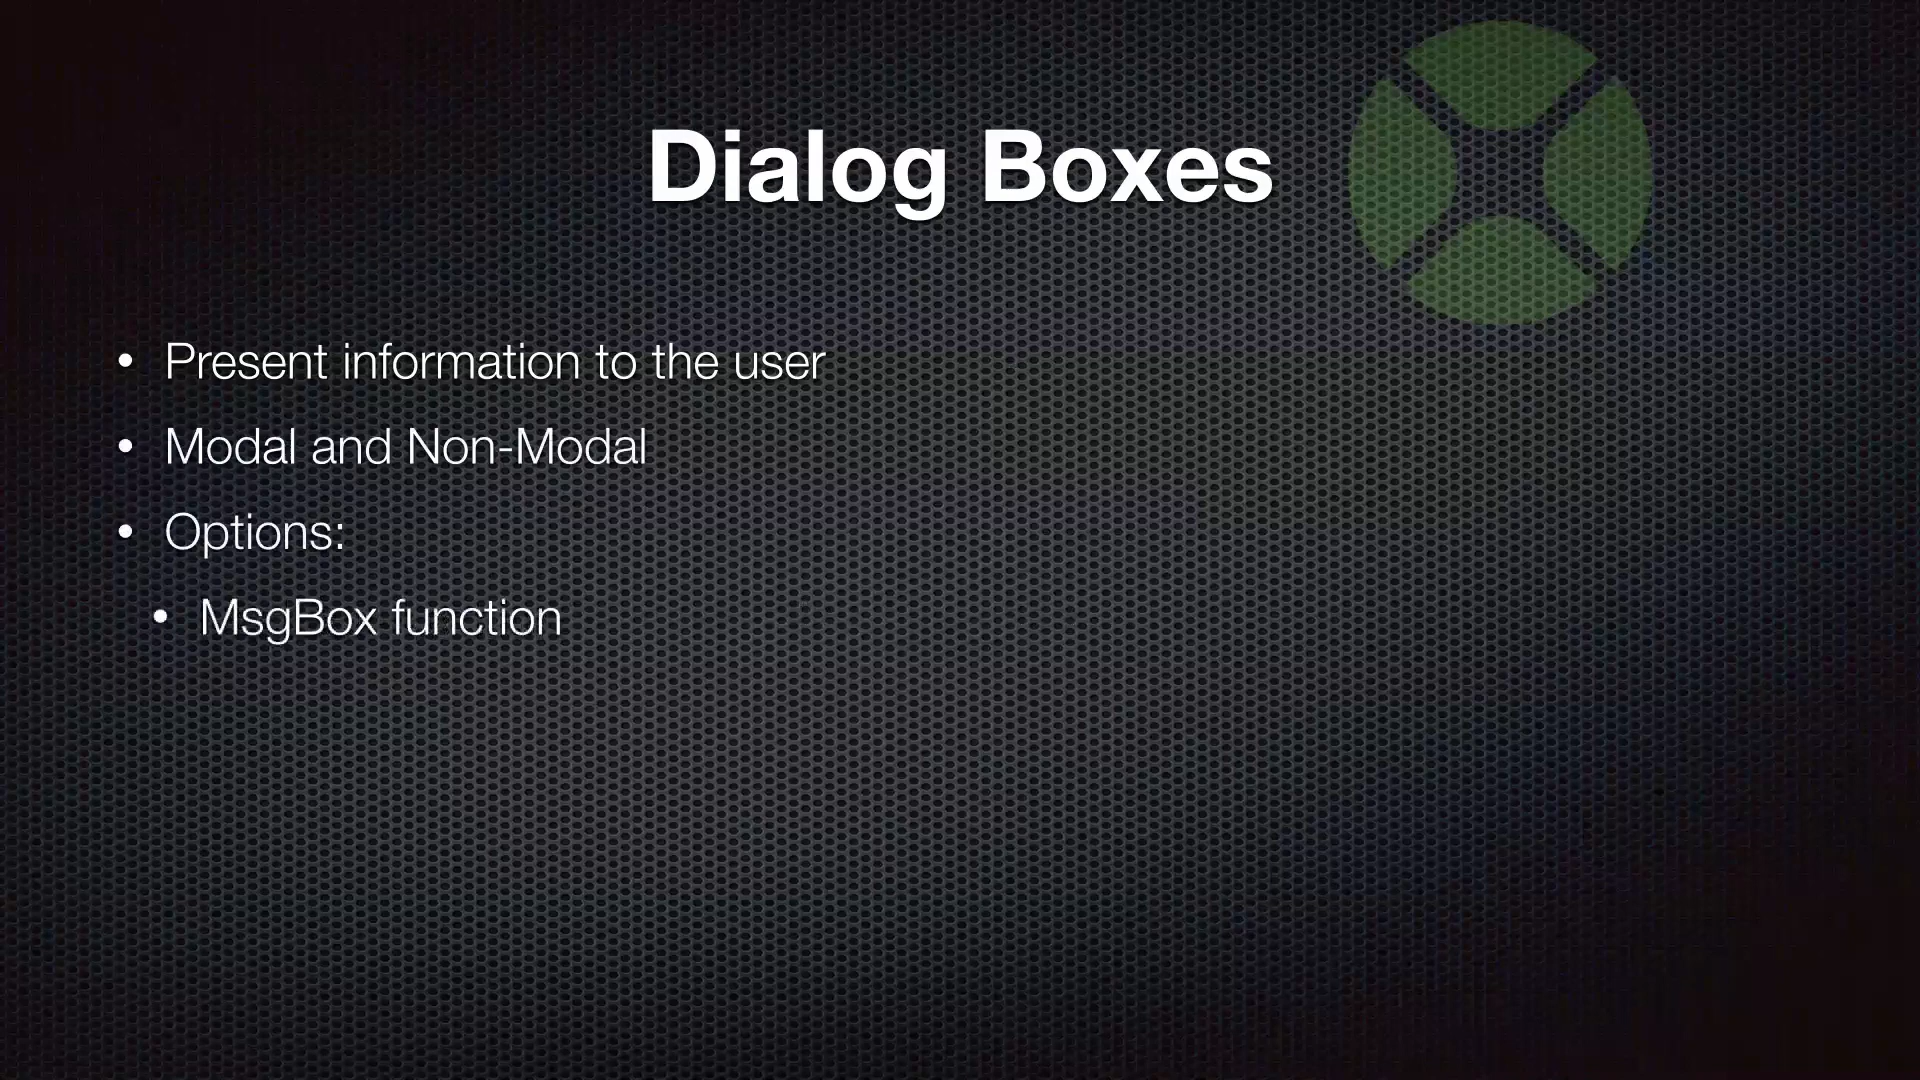 Dialog Boxes
• Present information to the user
• Modal and Non-Modal
• Options:
• MsgBox function